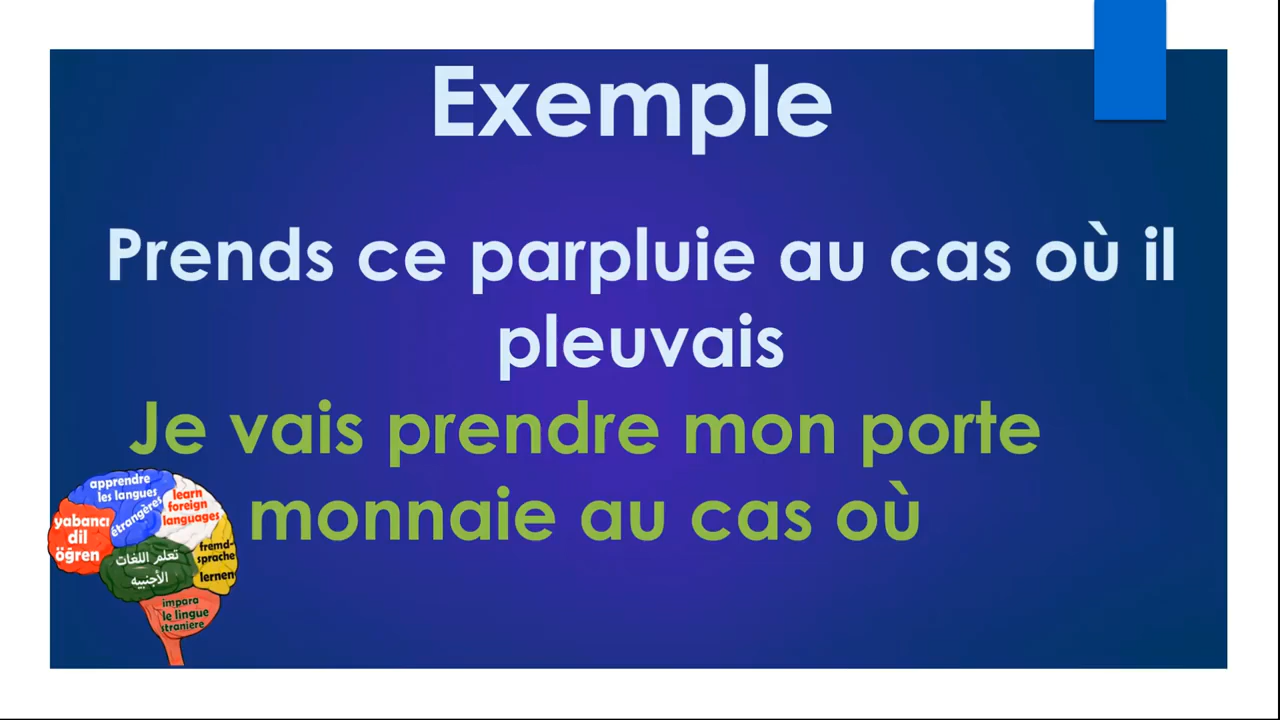 Exemple
Prends ce parpluie au cas où il
pleuvais
Je vais prendre mon porte
monnaie au cas où
apprendre
les langues
étrangères
learn
foreign
languages
yabancı
dil
öğren
تعلم اللغات
الأجنبيه
fremd-
sprache
lernen
impara
le lingue
straniere